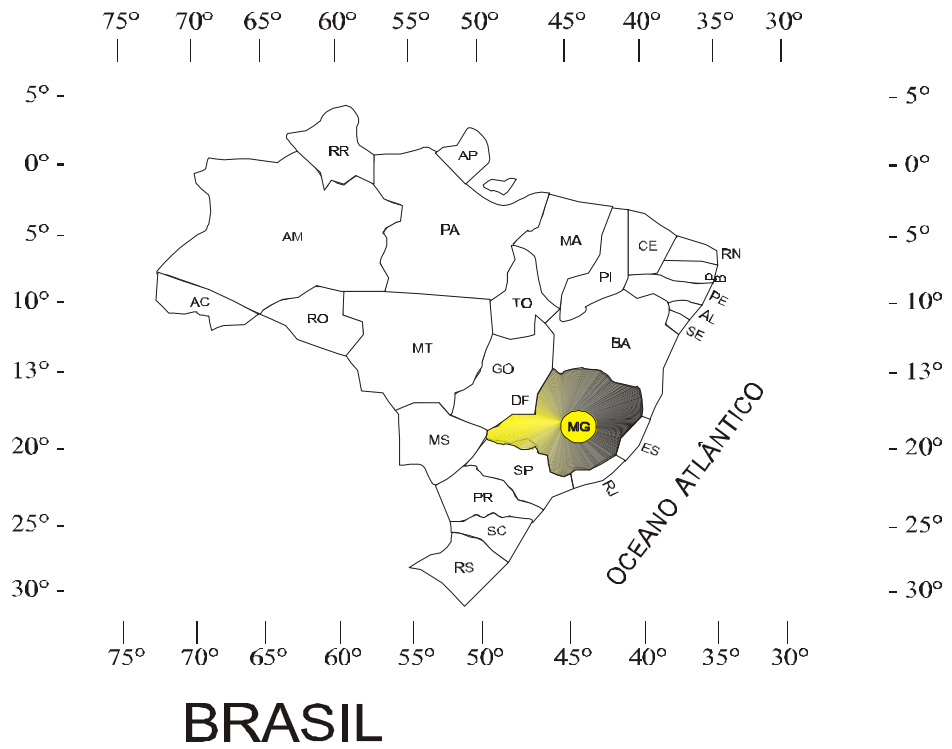 75° 70° 65° 60° 55° 50° 45° 40° 35° 30°
5° 5°
RR
AP
0° 0°
AM PA MA CE RN
5° 5°
PI P B
PE
AC TO
10° 10°
RO AL
SE
MT BA
13° GO 13°
DF
MG
MS ES
20° 20°
SP
RJ
PR
25° SC 25°
RS
30° 30°
OCEANO ATLÂNTICO
75° 70° 65° 60° 55° 50° 45° 40° 35° 30°
BRASIL